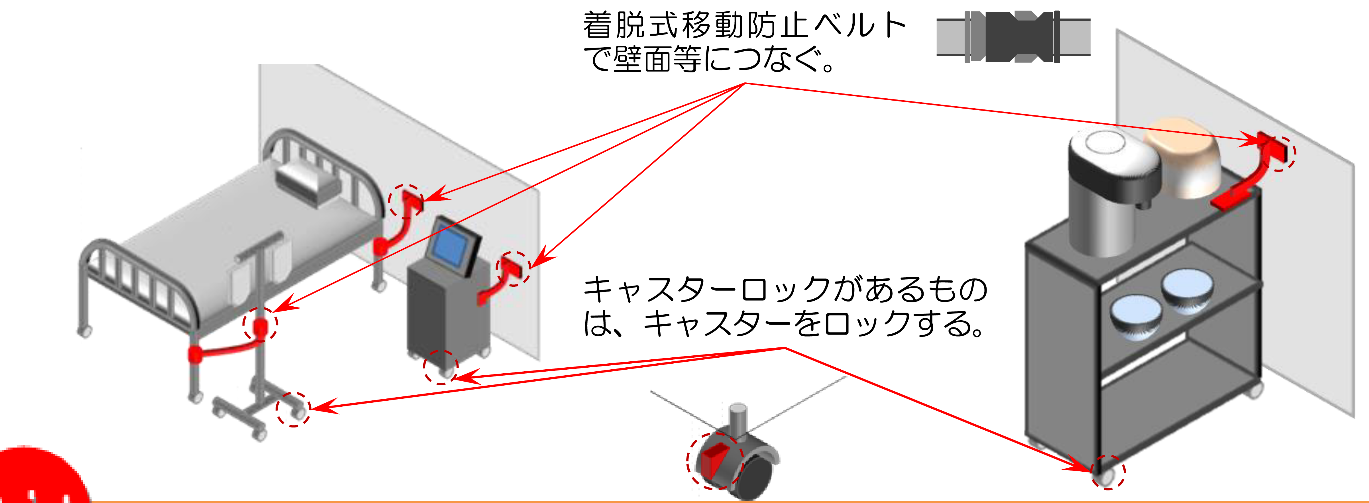 着脱式移動防止ベルト
で壁面等につなぐ。
キャスターロックがあるもの
は、キャスターをロックする。